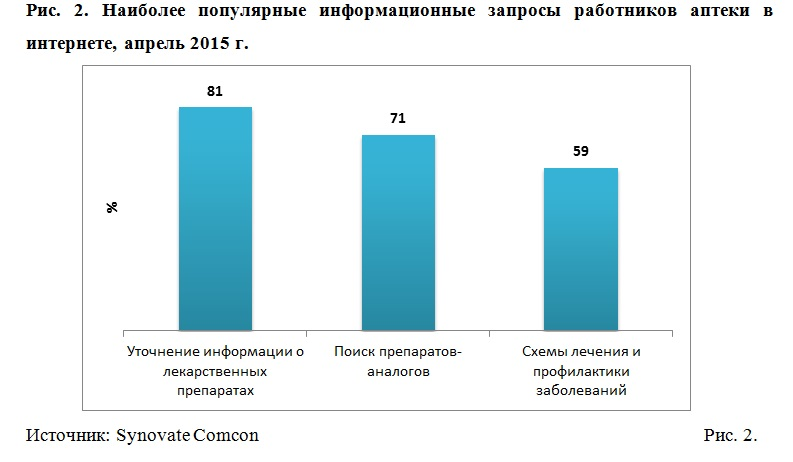 Рис. 2. Наиболее популярные информационные запросы работников аптеки в
интернете, апрель 2015 г.
81
71
59
%
Уточнение информации о
лекарственных
препаратах
Поиск препаратов-
аналогов
Схемы лечения и
профилактики
заболеваний
Источник: Synovate Comcon
Рис. 2.